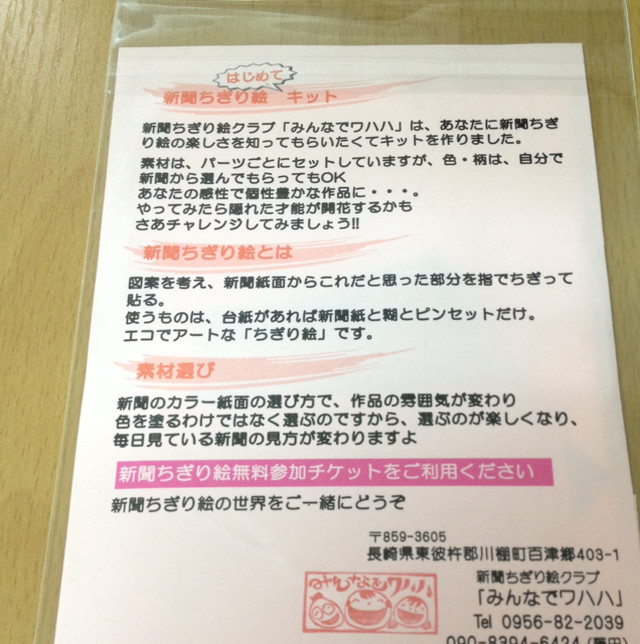 はじめて
新聞ちぎり絵 キット
新聞ちぎり絵クラブ「みんなでワハハ」は、あなたに新聞ちぎ
り絵の楽しさを知ってもらいたくてキットを作りました。
素材は、パーツごとにセットしていますが、色・柄は、自分で
新聞から選んでもらってもOK
あなたの感性で個性豊かな作品に・・・。
やってみたら隠れた才能が開花するかも
さあチャレンジしてみましょう!!
新聞ちぎり絵とは
図案を考え、新聞紙面からこれだと思った部分を指でちぎって
貼る。
使うものは、台紙があれば新聞紙と糊とピンセットだけ。
エコでアートな「ちぎり絵」です。
素材選び
新聞のカラー紙面の選び方で、作品の雰囲気が変わり
色を塗るわけではなく選ぶのですから、選ぶのが楽しくなり、
毎日見ている新聞の見方が変わりますよ
新聞ちぎり絵無料参加チケットをご利用ください
新聞ちぎり絵の世界をご一緒にどうぞ
〒859-3605
長崎県東彼杵郡川棚町百津郷403-1
みんなでワハハ
新聞ちぎり絵クラブ
「みんなでワハハ」
Tel 0956-82-2039
090-8394-6424